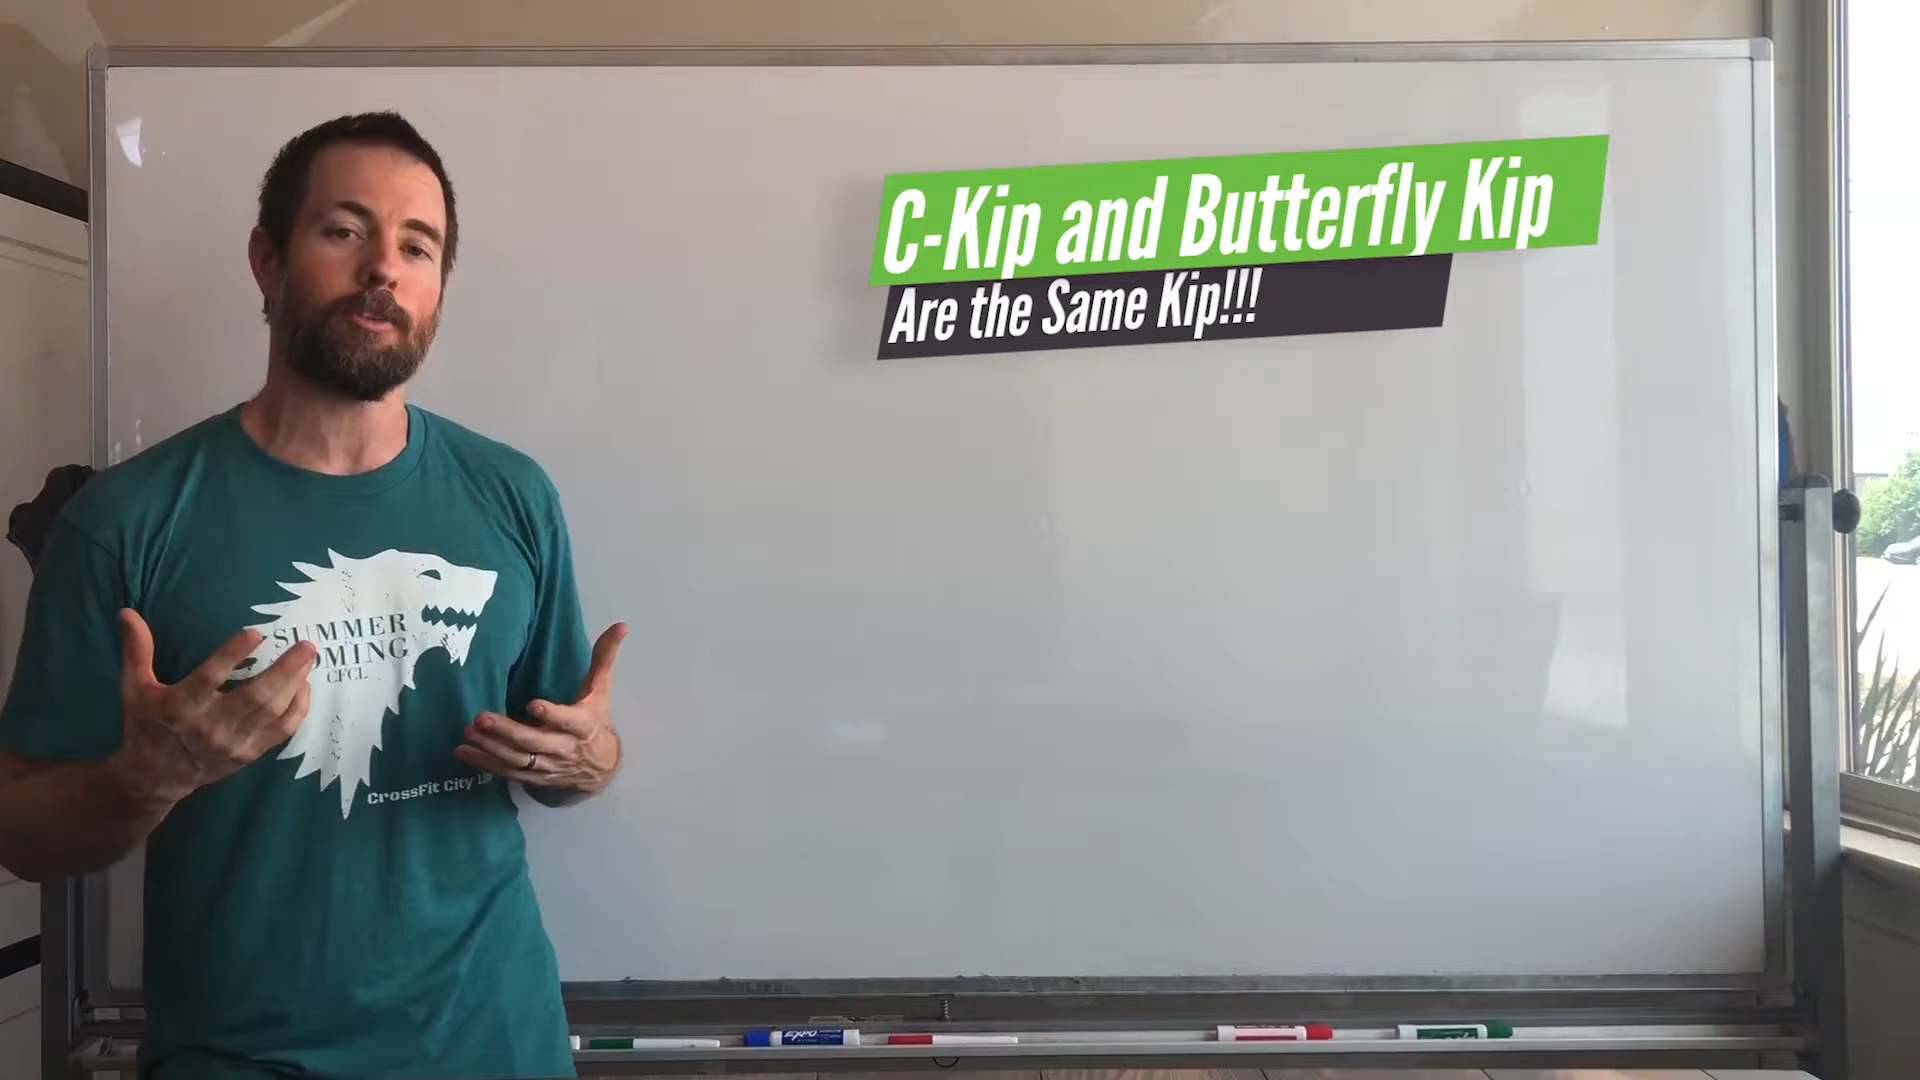 C-Kip and Butterfly Kip
Are the Same Kip!!!
SUMMER
CFCL
CrossFit City
EXPO